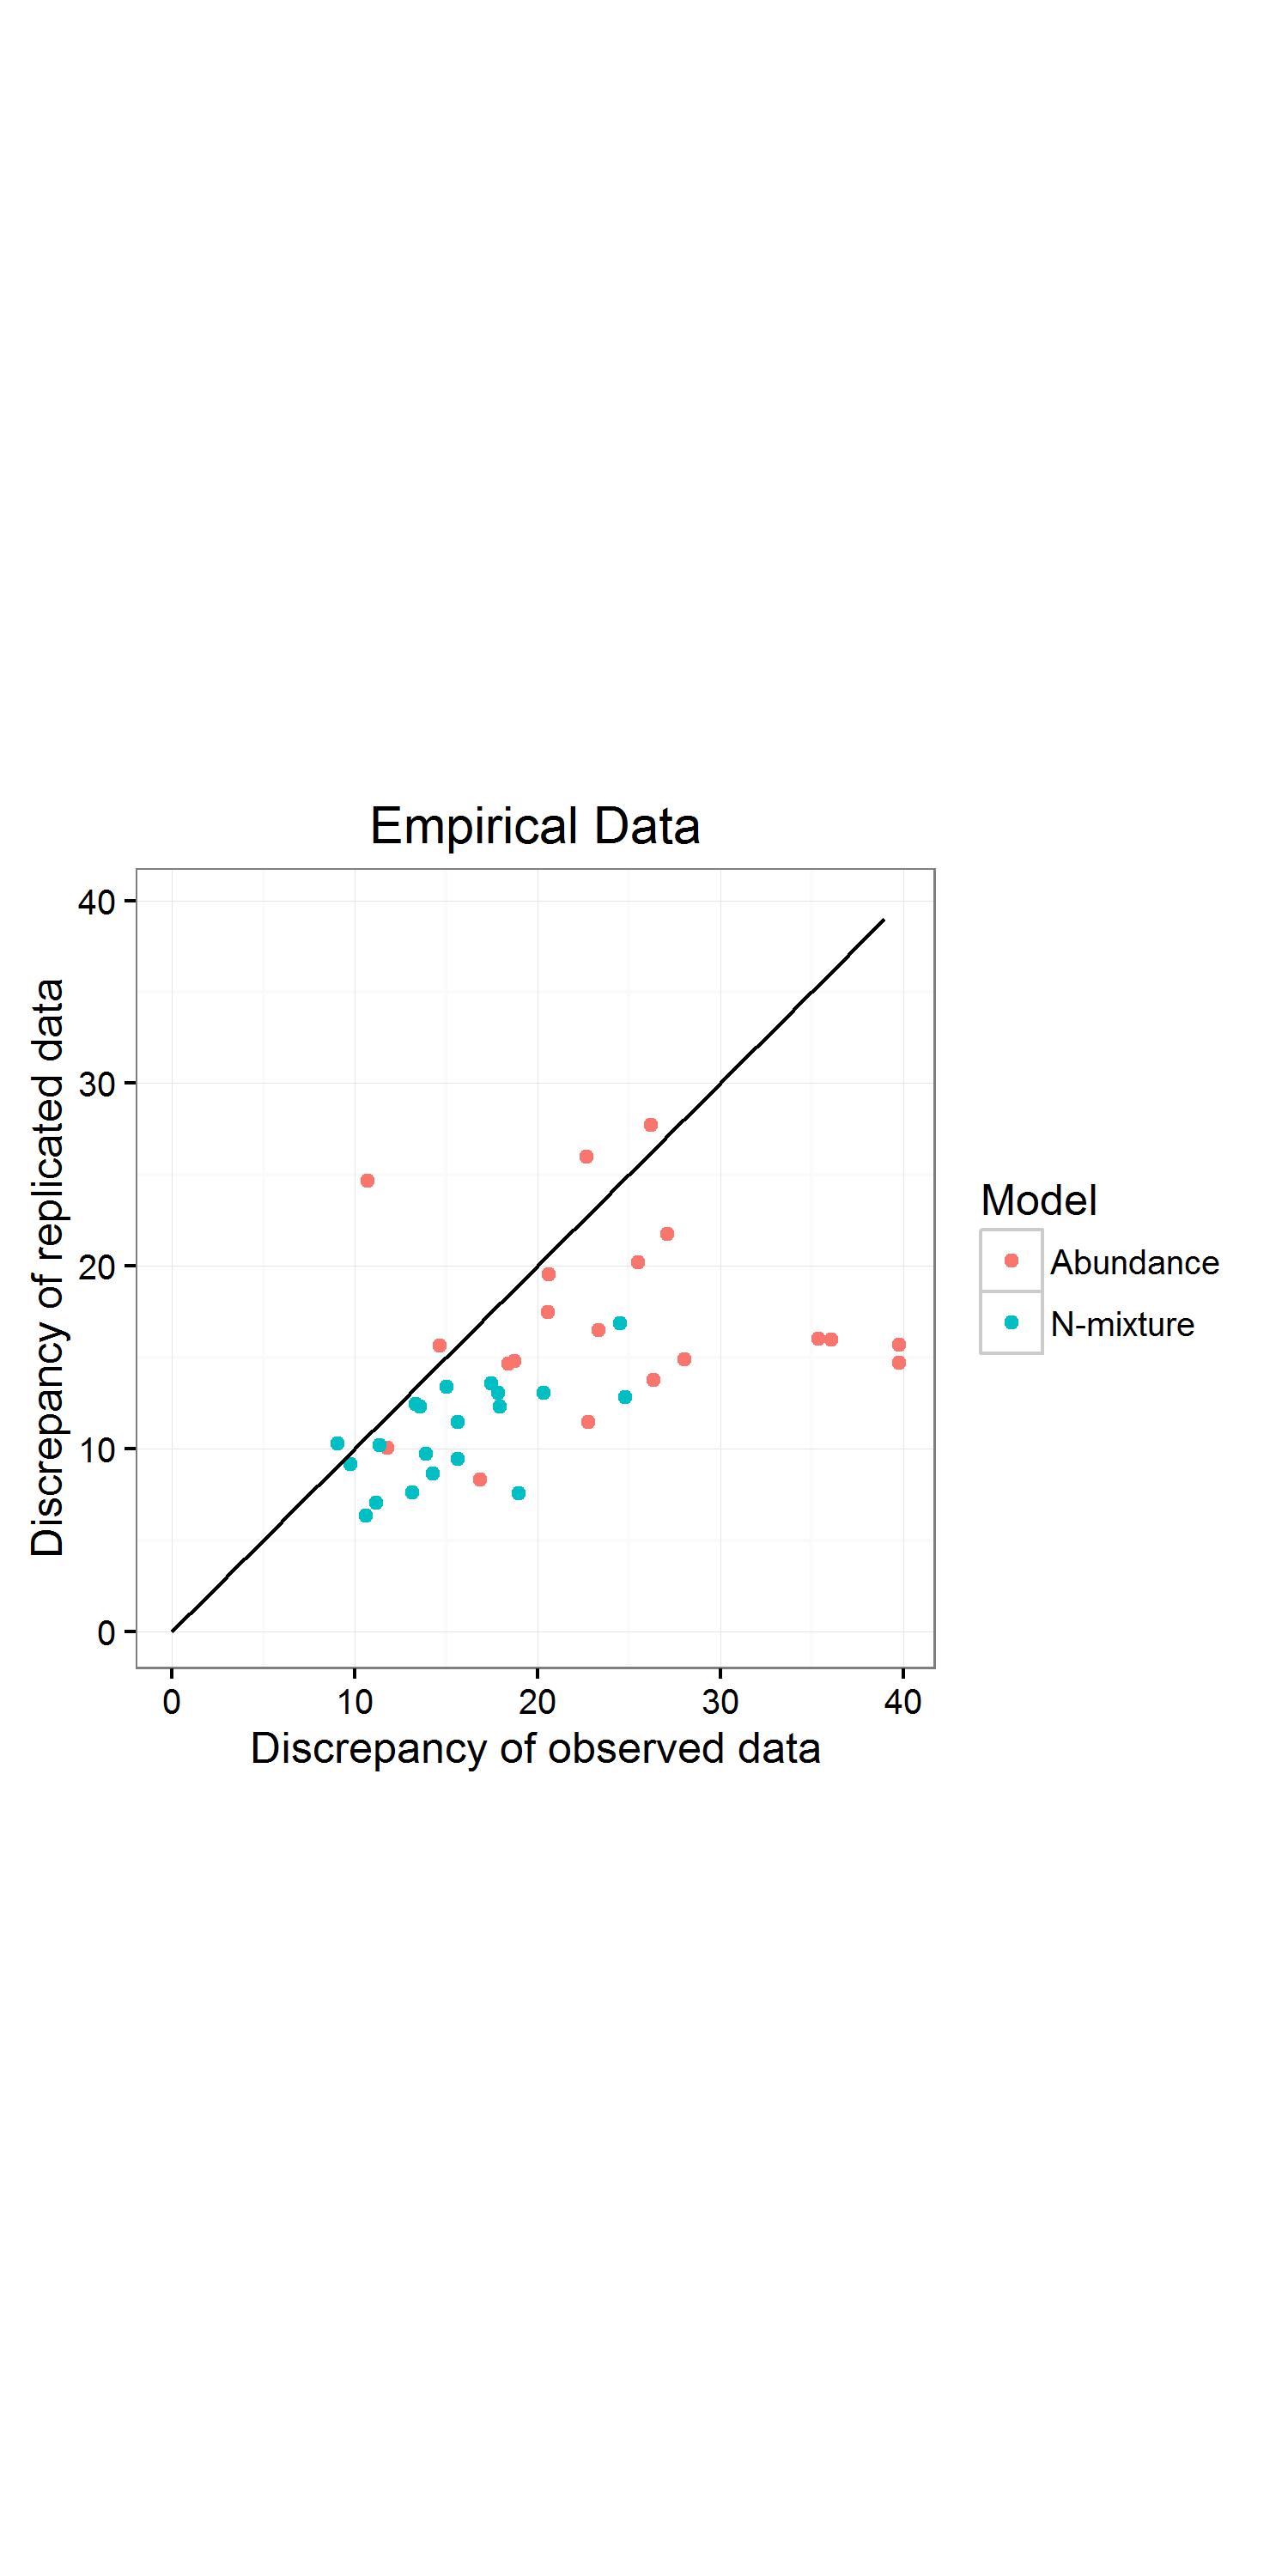 Empirical Data
Discrepancy of replicated data
40
30
20
10
0
0 10 20 30 40
Discrepancy of observed data
Model
Abundance
N-mixture